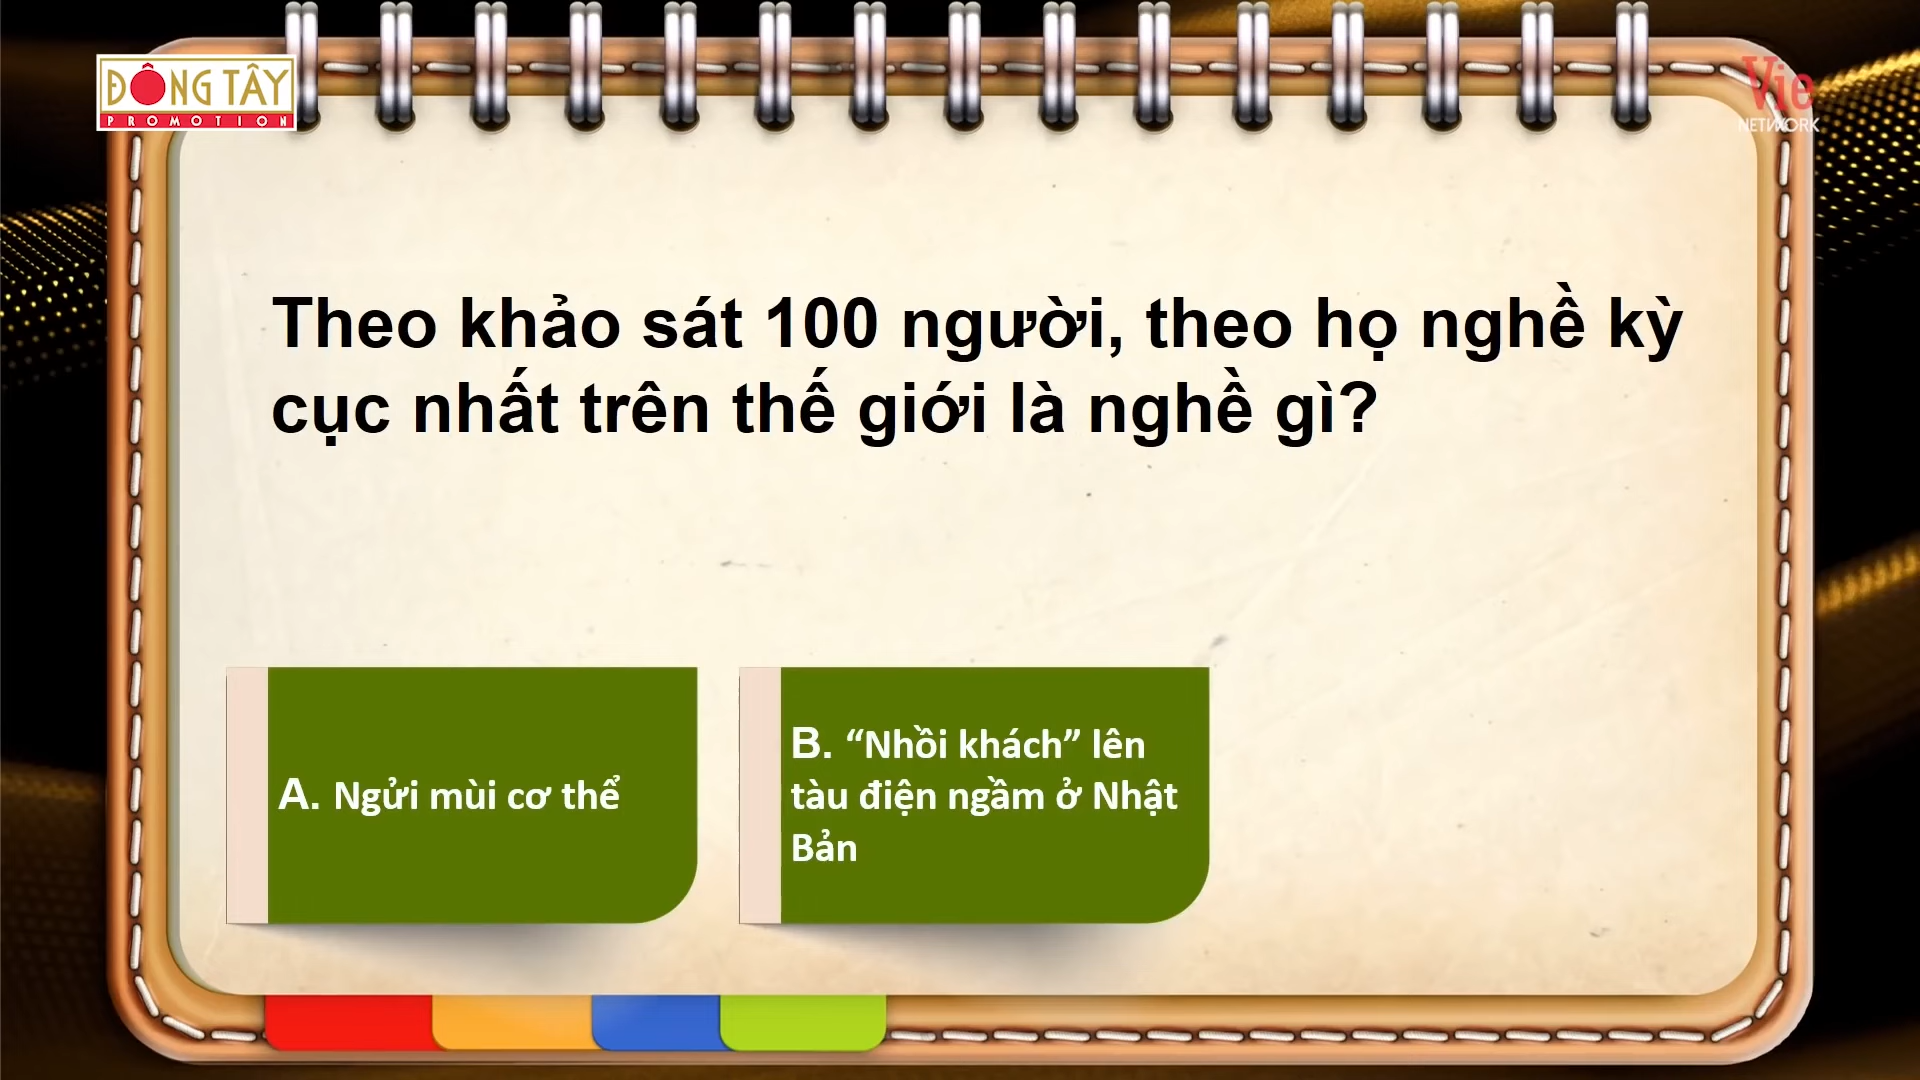 ĐÔNG TÂY
PROMOTION
Vie
NETWORK
Theo khảo sát 100 người, theo họ nghề kỳ
cục nhất trên thế giới là nghề gì?
A. Ngửi mùi cơ thể
B. “Nhồi khách” lên
tàu điện ngầm ở Nhật
Bản